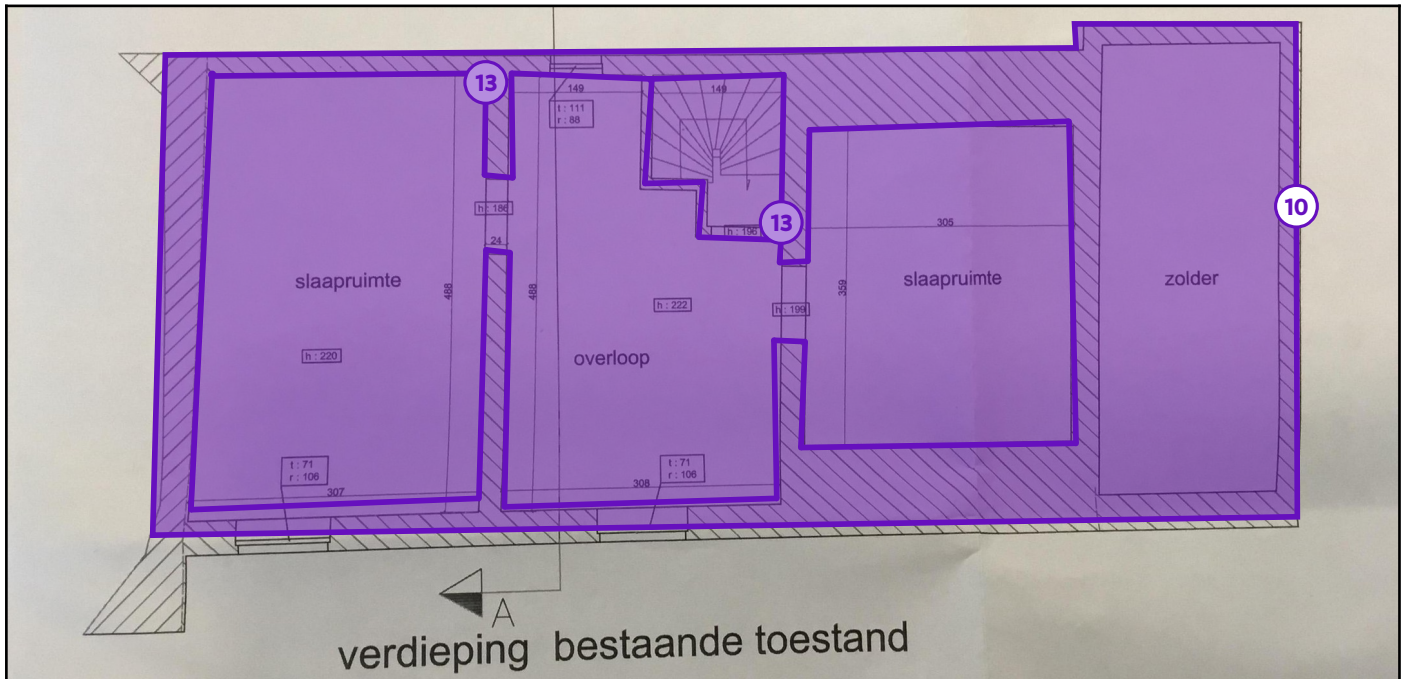 13
149
149
t : 111
r : 88
h : 186
24
h : 196
13
305
10
slaapruimte
488
488
h : 222
359
h : 199
slaapruimte
zolder
h : 220
overloop
t : 71
r : 106
307
t : 71
r : 106
308
A
verdieping bestaande toestand